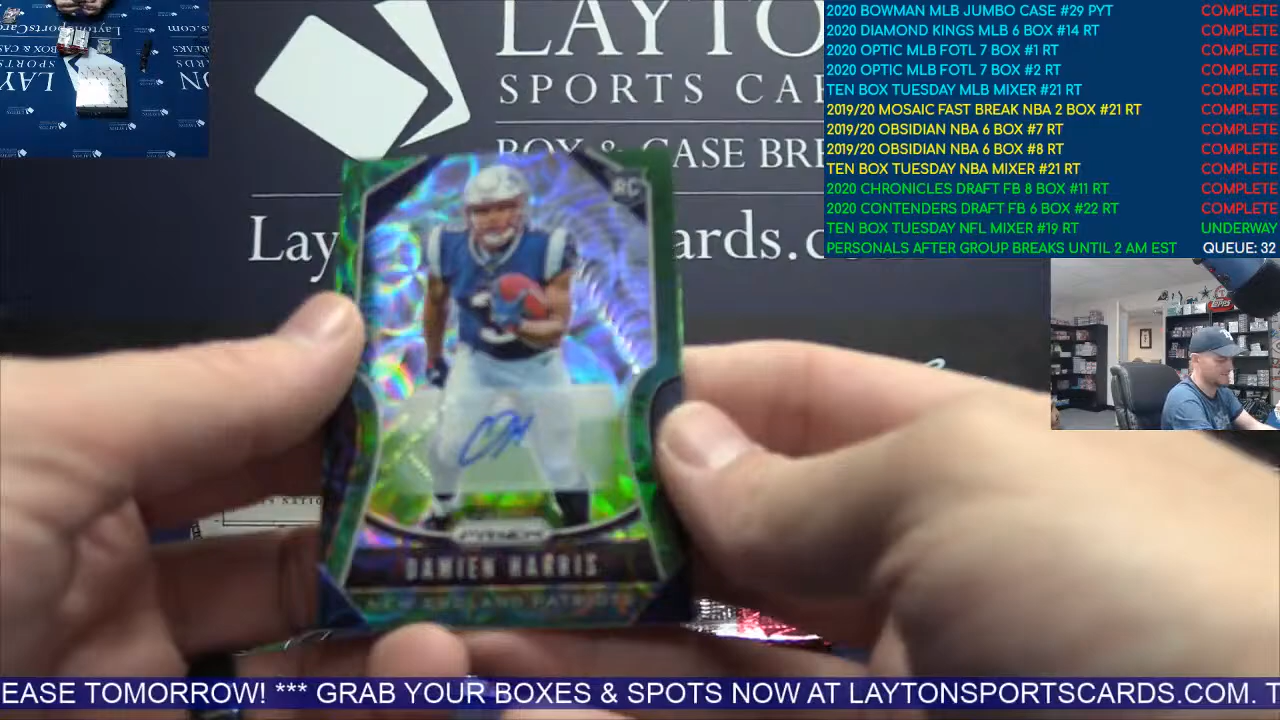 LAYTO
SPORTS CAR
BOX & CASE BRE
Lay
ards.c
RC
PRIZM
DAMIEN HARRIS
NEW ENGLAND PATRIOTS
2020 BOWMAN MLB JUMBO CASE #29 PYT COMPLETE
2020 DIAMOND KINGS MLB 6 BOX #14 RT COMPLETE
2020 OPTIC MLB FOTL 7 BOX #1 RT COMPLETE
2020 OPTIC MLB FOTL 7 BOX #2 RT COMPLETE
TEN BOX TUESDAY MLB MIXER #21 RT COMPLETE
2019/20 MOSAIC FAST BREAK NBA 2 BOX #21 RT COMPLETE
2019/20 OBSIDIAN NBA 6 BOX #7 RT COMPLETE
2019/20 OBSIDIAN NBA 6 BOX #8 RT COMPLETE
TEN BOX TUESDAY NBA MIXER #21 RT COMPLETE
2020 CHRONICLES DRAFT FB 8 BOX #11 RT COMPLETE
2020 CONTENDERS DRAFT FB 6 BOX #22 RT COMPLETE
TEN BOX TUESDAY NFL MIXER #19 RT UNDERWAY
PERSONALS AFTER GROUP BREAKS UNTIL 2 AM EST QUEUE: 32
Topps
EASE TOMORROW! *** GRAB YOUR BOXES & SPOTS NOW AT LAYTONSPORTSCARDS.COM. T